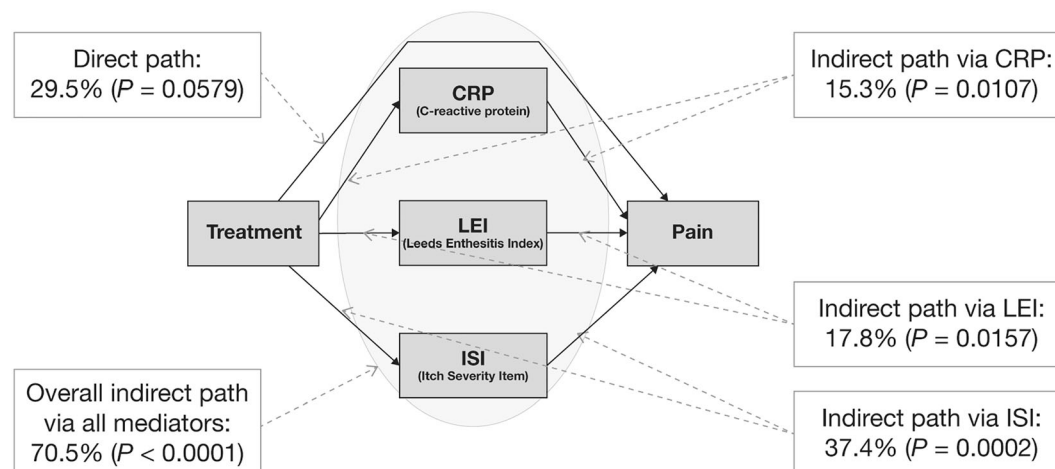 Direct path:
29.5% (P = 0.0579)
Indirect path via CRP:
15.3% (P = 0.0107)
CRP
(C-reactive protein)
Treatment
LEI
(Leeds Enthesitis Index)
Pain
Indirect path via LEI:
17.8% (P = 0.0157)
ISI
(Itch Severity Item)
Overall indirect path
via all mediators:
70.5% (P < 0.0001)
Indirect path via ISI:
37.4% (P = 0.0002)